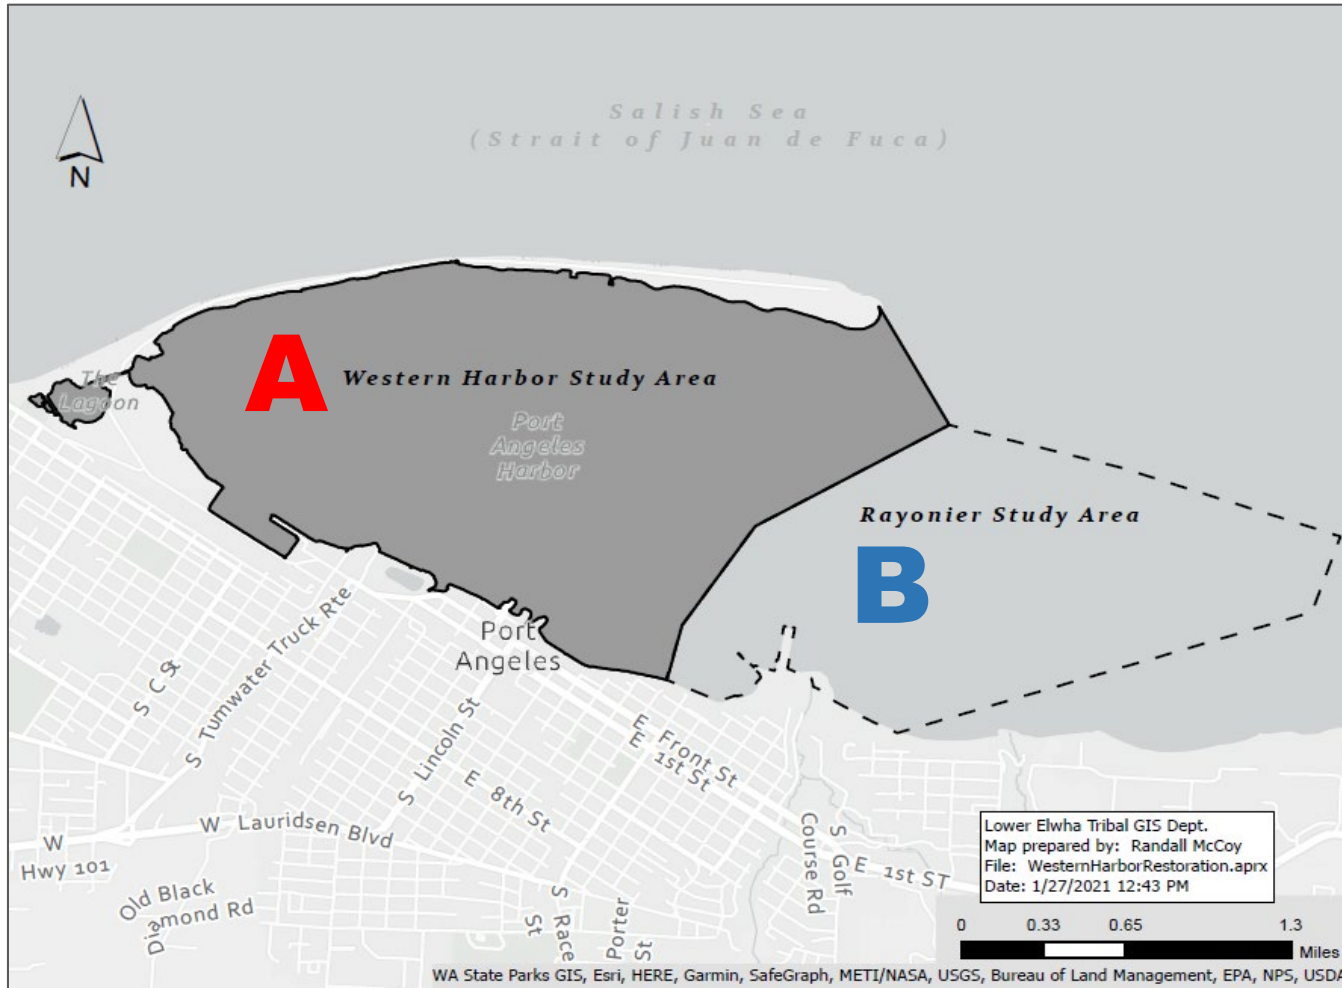 Salish Sea
(Strait of Juan de Fuca)
N
A
Western Harbor Study Area
The
Lagoon
Port
Angeles
Harbor
Rayonier Study Area
B
Port
Angeles
S C St
S Tumwater Truck Rte
S Lincoln St
E Front St
E 1st St
E 8th St
W Lauridsen Blvd
W
Hwy 101
Old Black
Diamond Rd
S Race
St
Porter
St
S Golf
Course Rd
E 1st ST
Lower Elwha Tribal GIS Dept.
Map prepared by: Randall McCoy
File: WesternHarborRestoration.aprx
Date: 1/27/2021 12:43 PM
0 0.33 0.65 1.3
Miles
WA State Parks GIS, Esri, HERE, Garmin, SafeGraph, METI/NASA, USGS, Bureau of Land Management, EPA, NPS, USDA